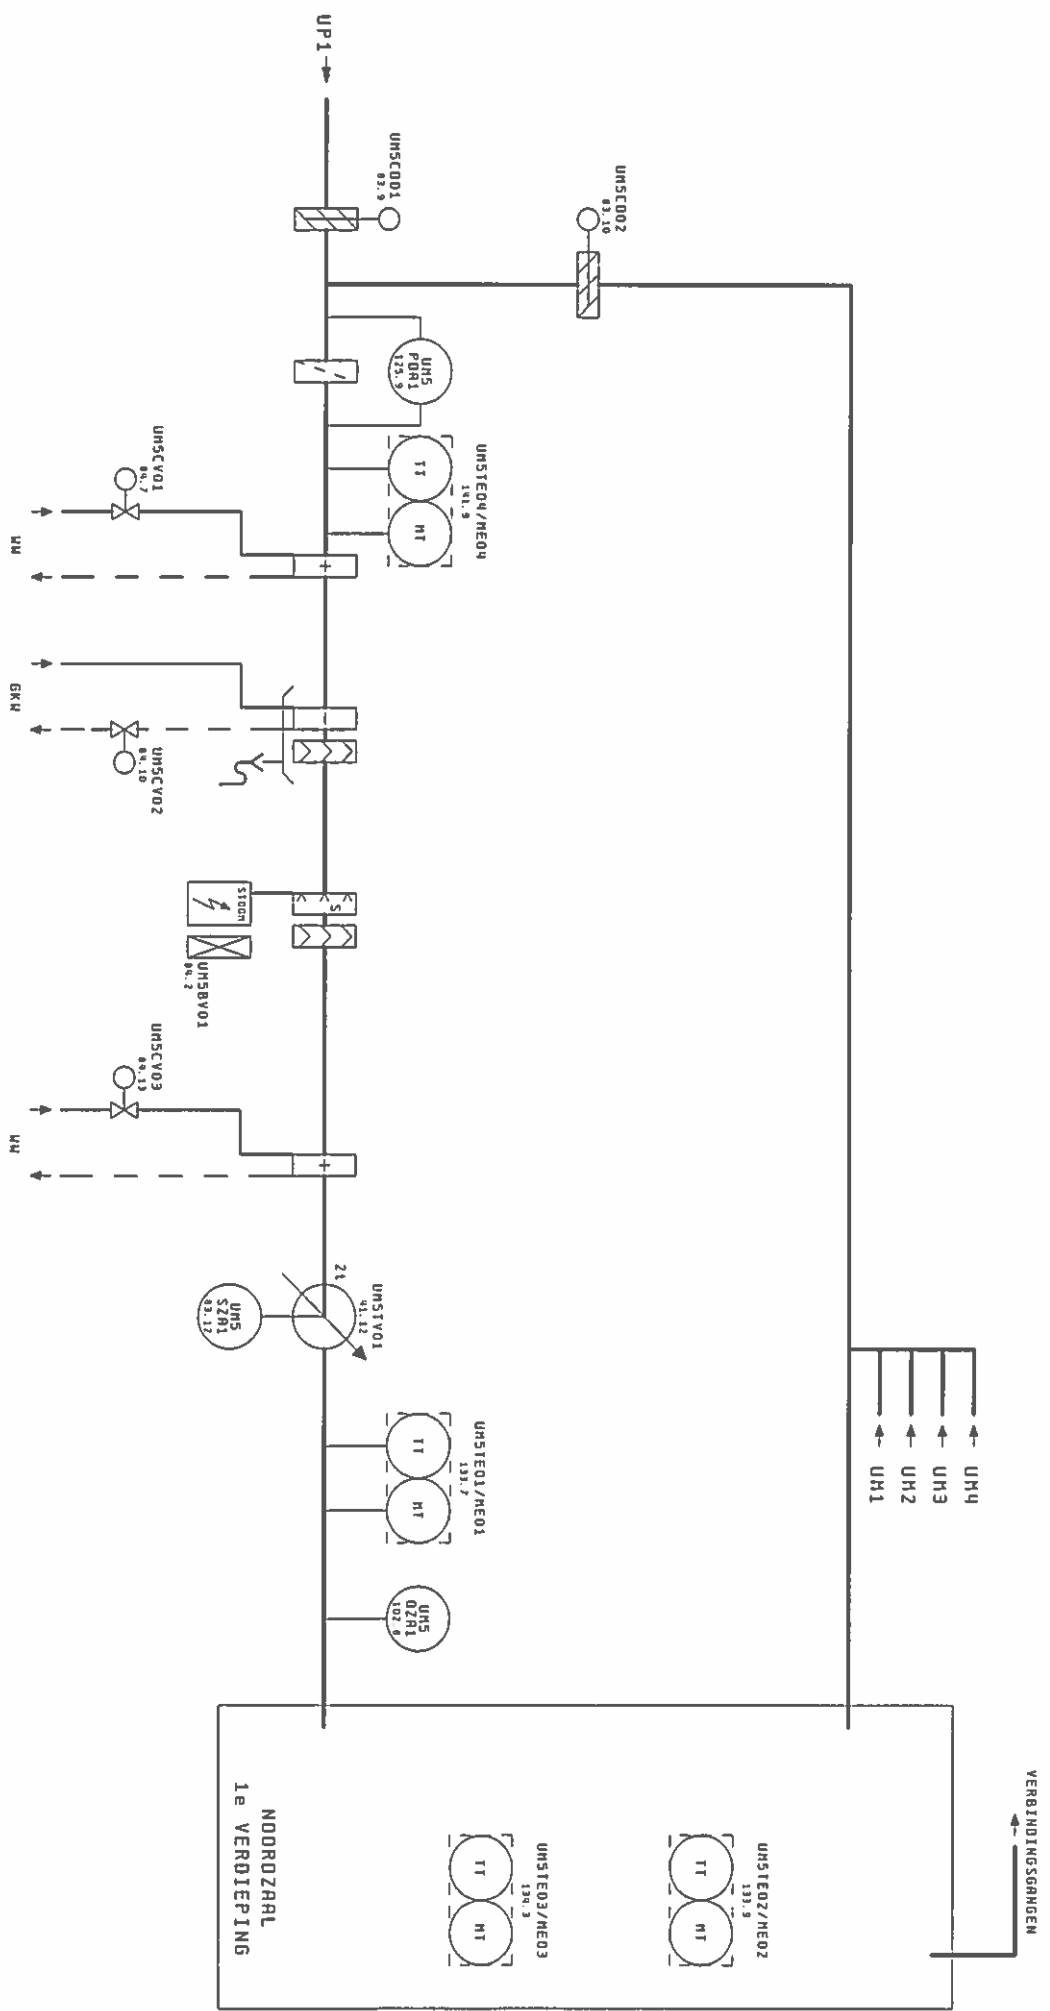 VERBINDINGSGANGEN
UM4
UM3
UM2
UM1
UM5CD02
83.10
UM5CD01
83.9
UP1
UM5
PDA1
125.9
UM5TE04/ME04
141.9
TT
MT
UM5TV01
41.12
2t
UM5TE01/ME01
133.7
TT
MT
UM5
OZA1
102.8
UM5TE02/ME02
133.9
TT
MT
UM5TE03/ME03
134.3
TT
MT
NOORDZAAL
1e VERDIEPING
S
UM5
SZA1
83.12
Stoom
UM5BV01
84.2
UM5CV01
84.7
WW
UM5CV02
84.10
GKW
UM5CV03
84.13
WW